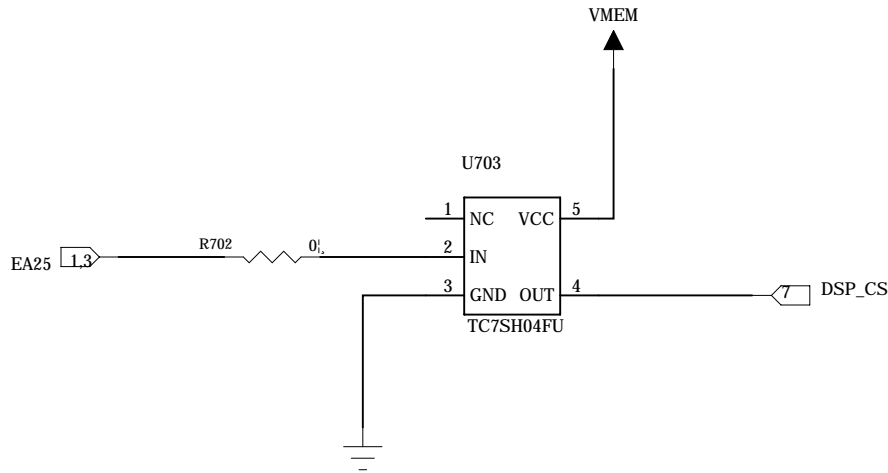 VMEM
U703
1 NC VCC 5
R702 0
2 IN
EA25 1,3
3 GND OUT 4
7 DSP_CS
TC7SH04FU